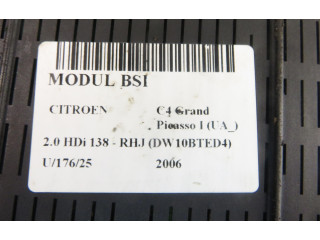 MODUL BSI
CITROEN C4 Grand
Picasso I (UA_)
2.0 HDi 138 - RHJ (DW10BTED4)
U/176/25 2006